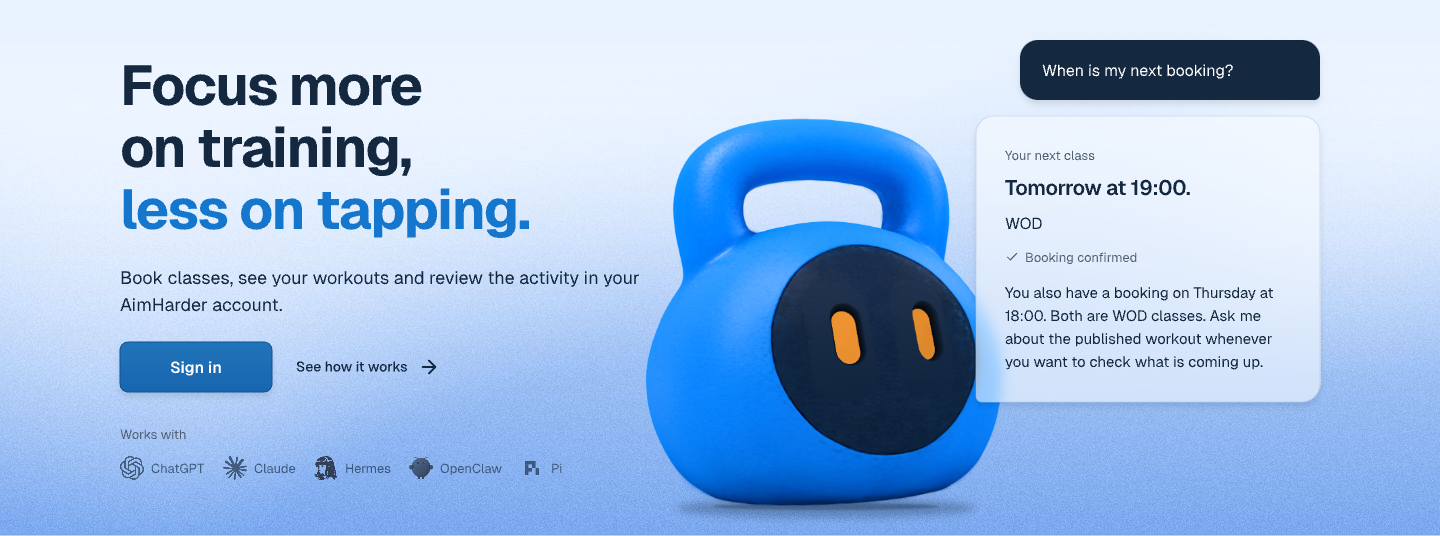 Focus more
on training,
less on tapping.
Book classes, see your workouts and review the activity in your
AimHarder account.
Sign in
See how it works
Works with
ChatGPT
Claude
Hermes
OpenClaw
Pi
When is my next booking?
Your next class
Tomorrow at 19:00.
WOD
Booking confirmed
You also have a booking on Thursday at
18:00. Both are WOD classes. Ask me
about the published workout whenever
you want to check what is coming up.